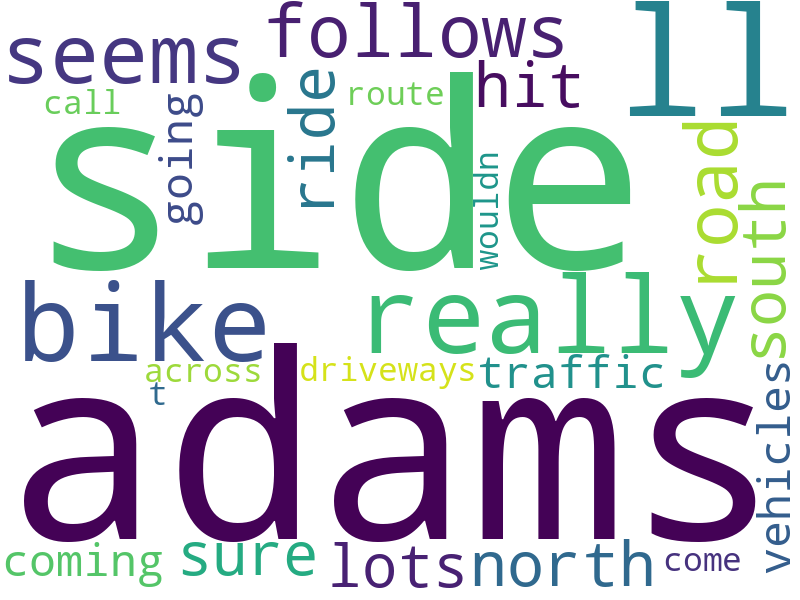 seems follows ll
call going ride route hit
side wouldn road south
bike really
across driveways traffic
t vehicles
adams
coming sure lots north come